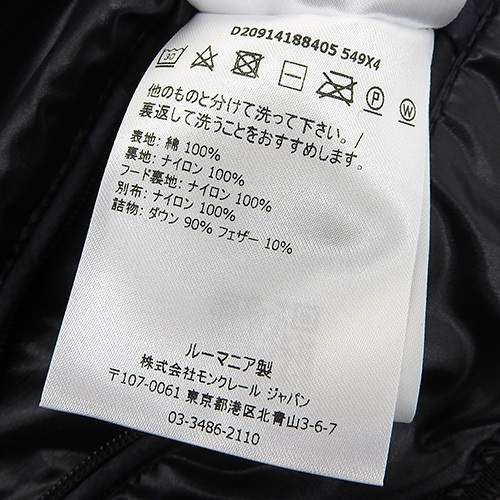 D20914188405 549X4
30 P W
他のものと分けて洗って下さい。/
裏返して洗うことをおすすめします。
表地: 綿 100%
裏地: ナイロン 100%
フード裏地: ナイロン 100%
別布: ナイロン 100%
詰物: ダウン 90% フェザー 10%
ルーマニア製
株式会社モンクレール ジャパン
〒107-0061 東京都港区北青山3-6-7
03-3486-2110